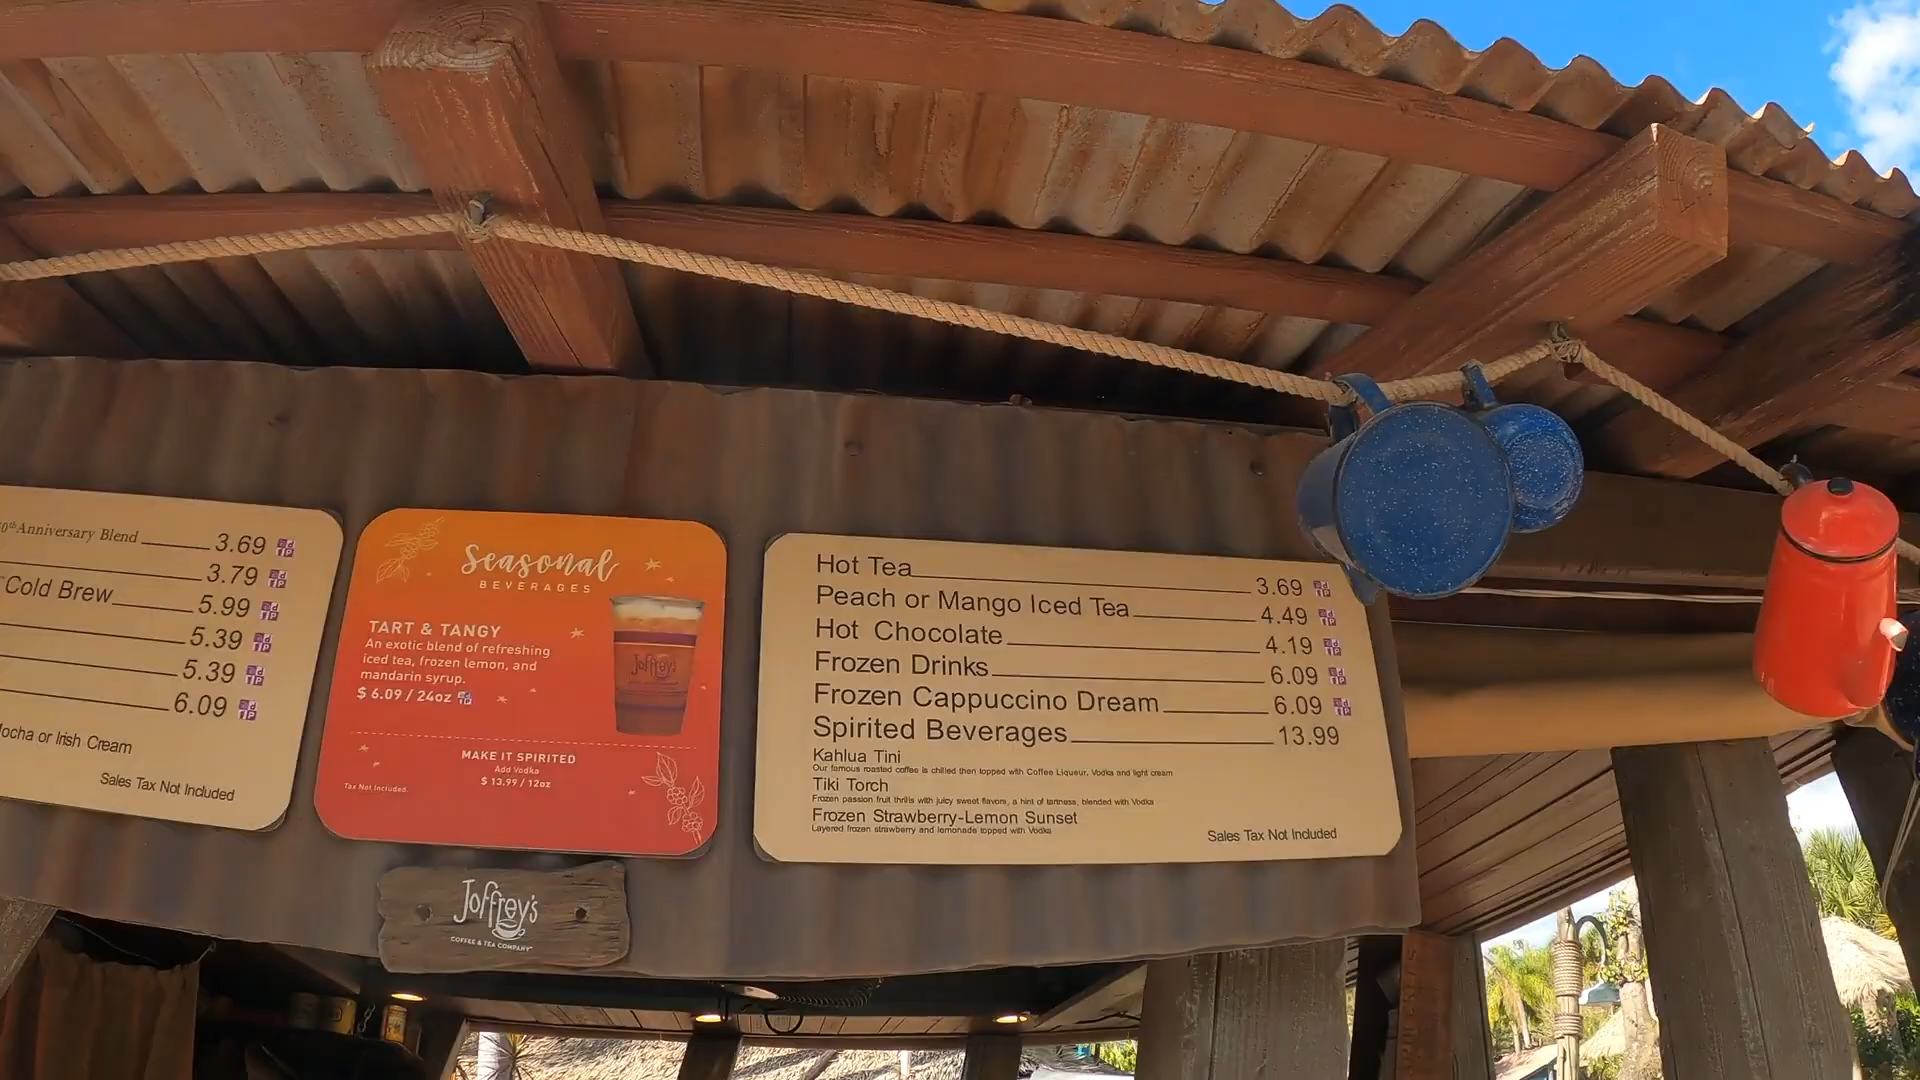 Anniversary Blend 3.69
3.79
Cold Brew 5.99
5.39
5.39
6.09
Mocha or Irish Cream
Sales Tax Not Included
Seasonal
BEVERAGES
TART & TANGY
An exotic blend of refreshing
iced tea, frozen lemon, and
mandarin syrup.
$ 6.09 / 24oz
Joffrey's
MAKE IT SPIRITED
Add Vodka
$ 13.99 / 12oz
Tax Not Included.
Hot Tea 3.69
Peach or Mango Iced Tea 4.49
Hot Chocolate 4.19
Frozen Drinks 6.09
Frozen Cappuccino Dream 6.09
Spirited Beverages 13.99
Kahlua Tini
Our famous roasted coffee is chilled then topped with Coffee Liqueur, Vodka and light cream
Tiki Torch
Frozen passion fruit thrills with juicy sweet flavors, a hint of tartness, blended with Vodka
Frozen Strawberry-Lemon Sunset
Layered frozen strawberry and lemonade topped with Vodka
Sales Tax Not Included
Joffrey's
COFFEE & TEA COMPANY